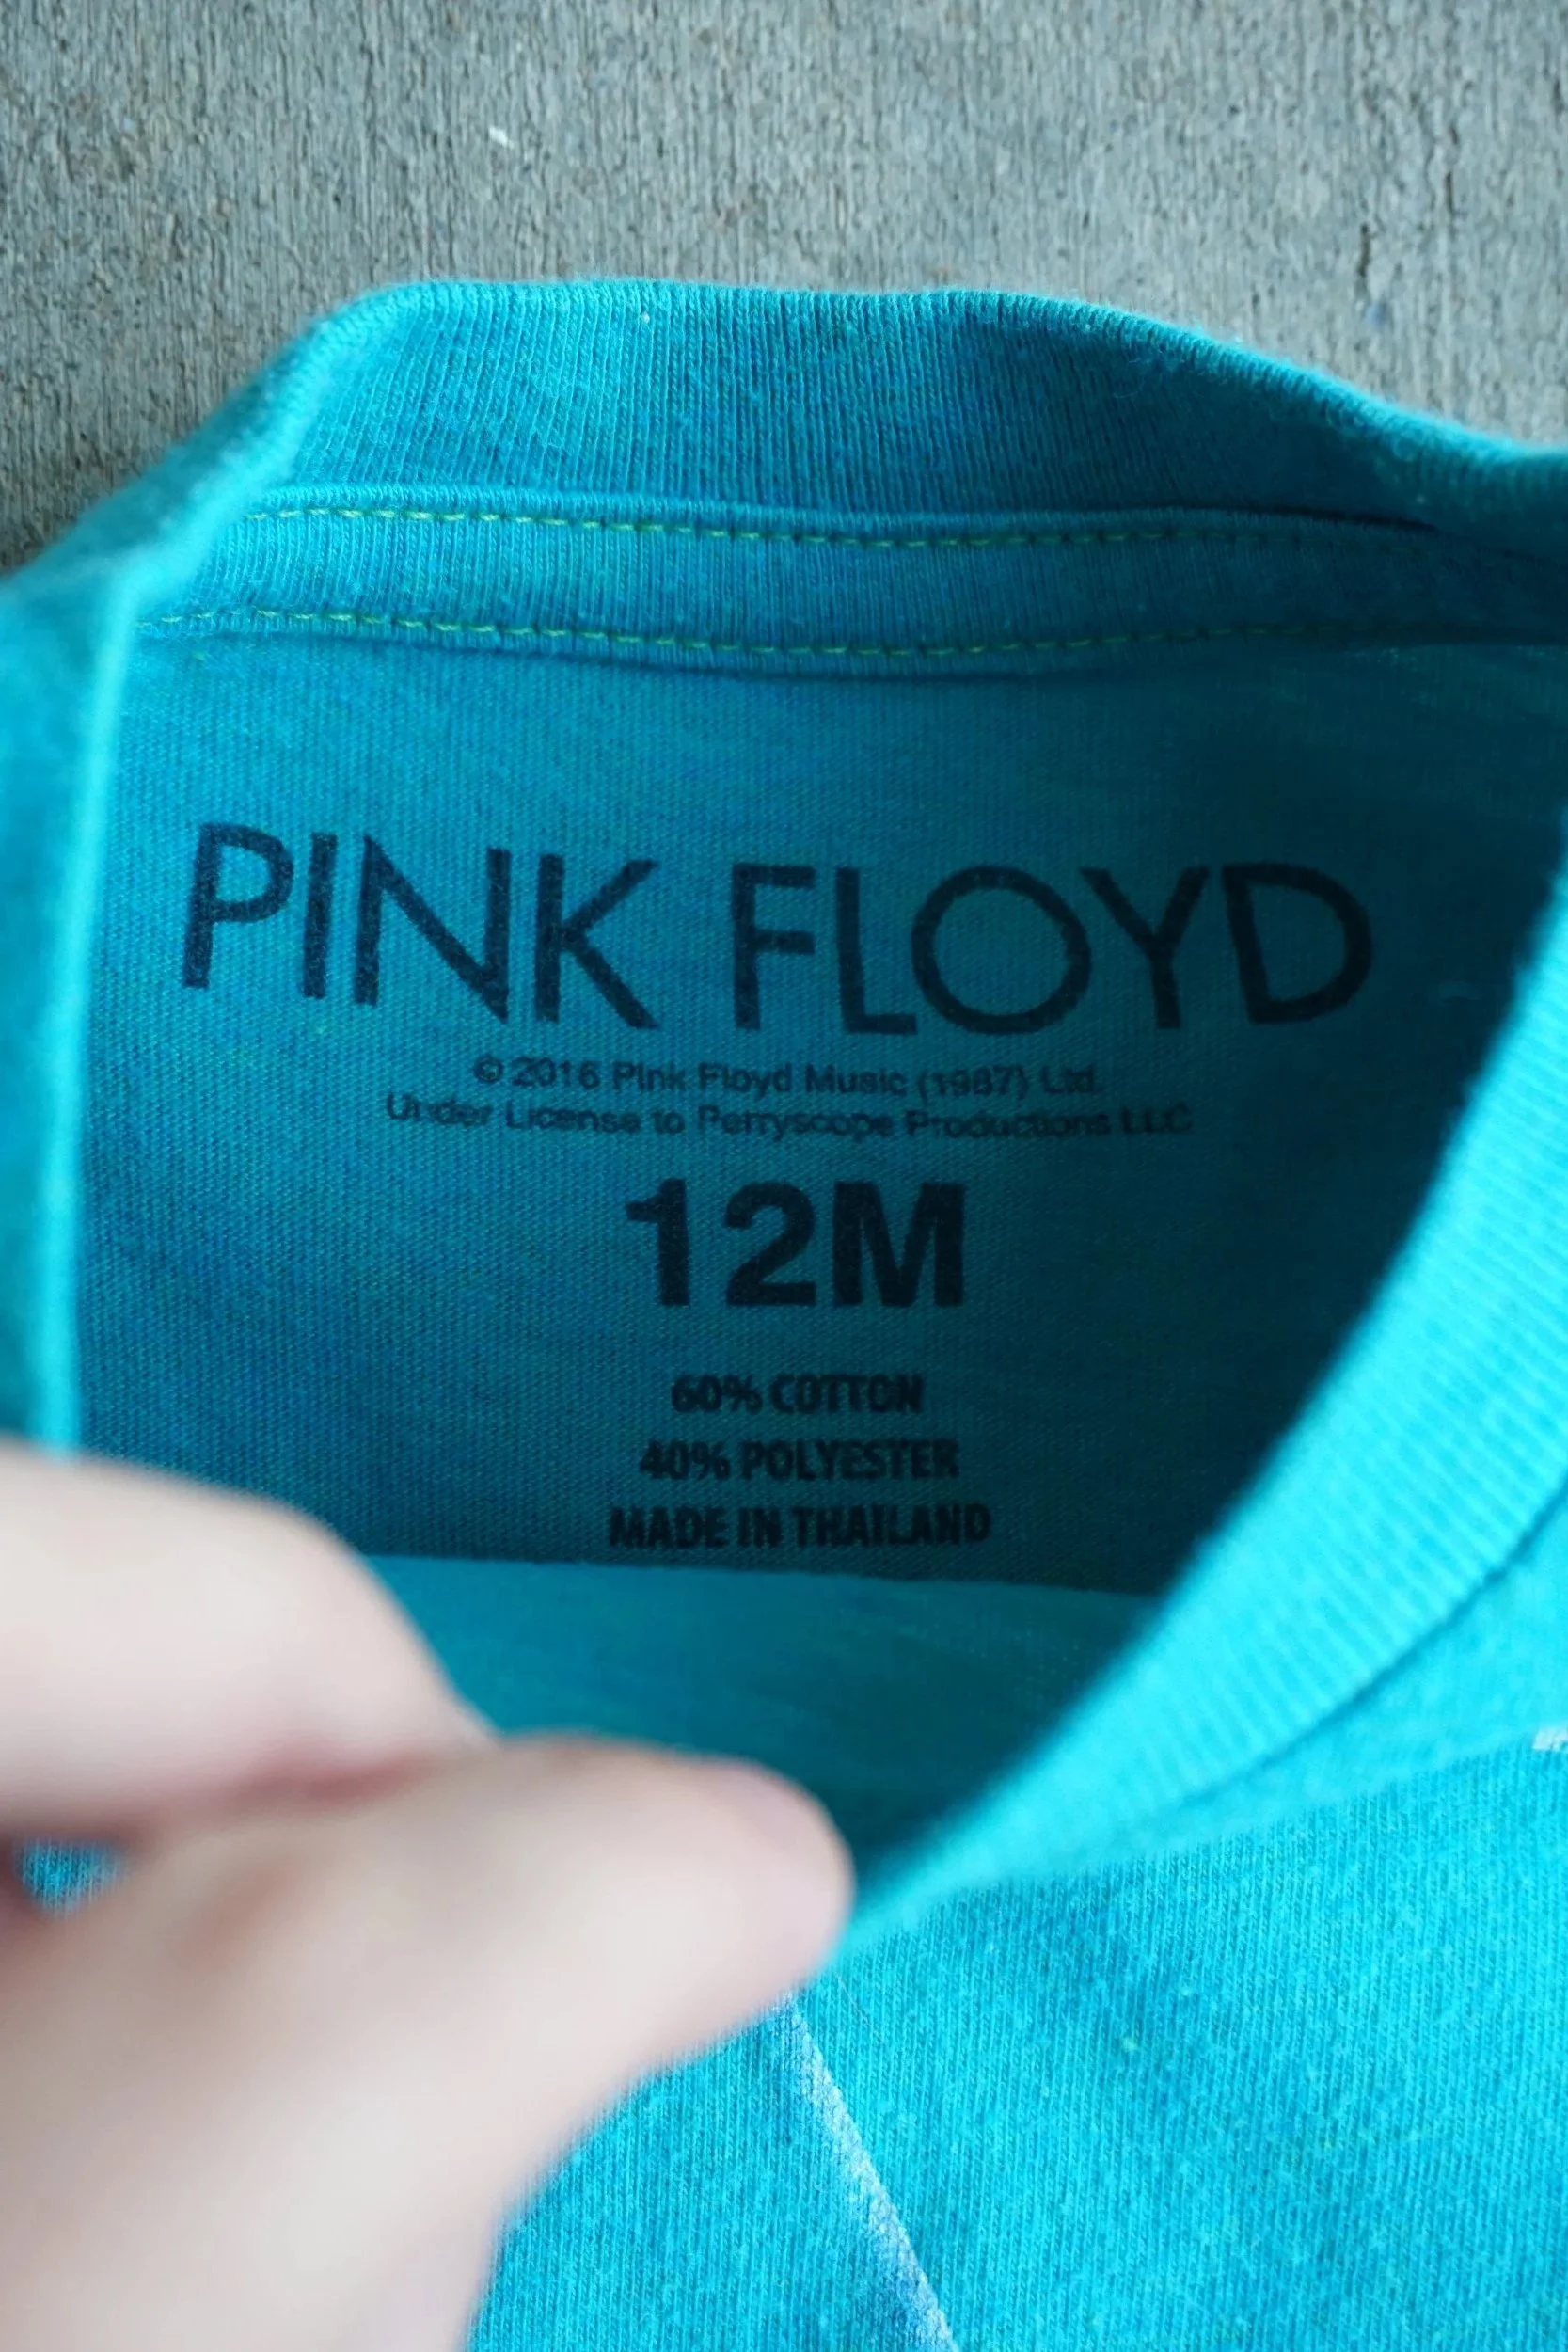 PINK FLOYD
© 2016 Pink Floyd Music (1987) Ltd.
Under License to Perryscope Productions LLC
12M
60% COTTON
40% POLYESTER
MADE IN THAILAND